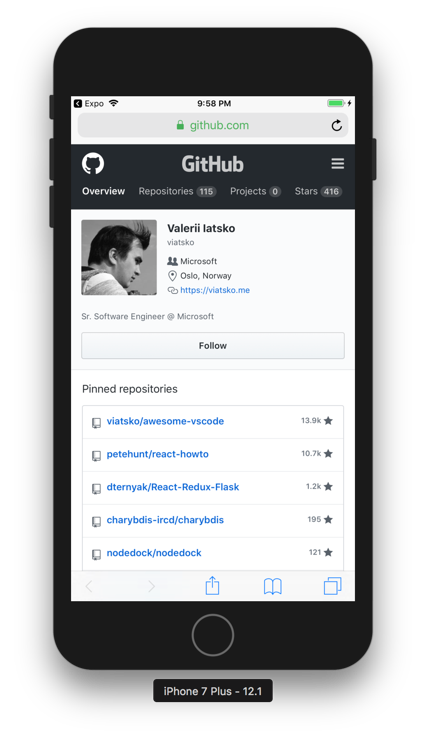 Expo 9:58 PM
github.com
GitHub
Overview Repositories 115 Projects 0 Stars 416
Valerii Iatsko
viatsko
Microsoft
Oslo, Norway
https://viatsko.me
Sr. Software Engineer @ Microsoft
Follow
Pinned repositories
viatsko/awesome-vscode 13.9k
petehunt/react-howto 10.7k
dternyak/React-Redux-Flask 1.2k
charybdis-ircd/charybdis 195
nodedock/nodedock 121
iPhone 7 Plus - 12.1